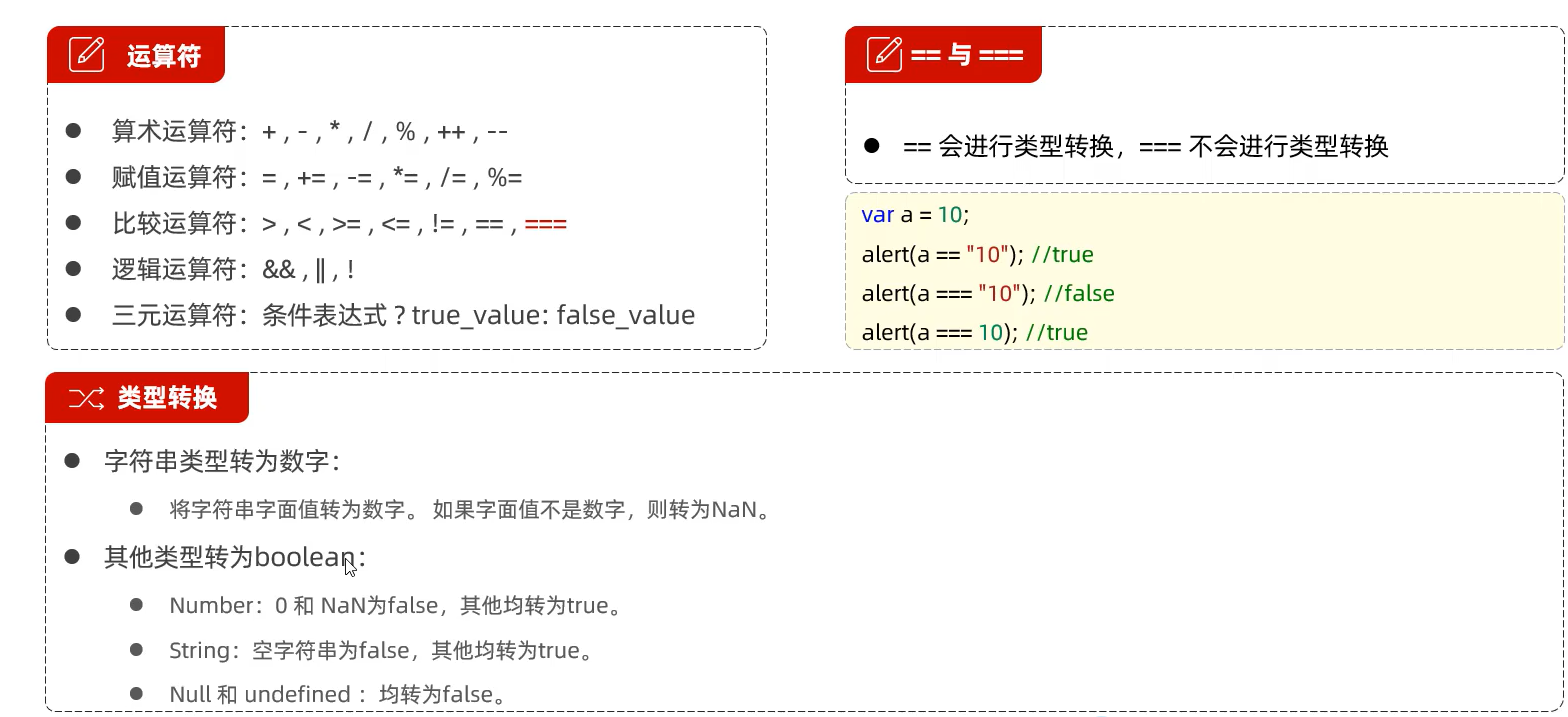 运算符
算术运算符：+ , - , * , / , % , ++ , --
赋值运算符：= , += , -= , *= , /= , %=
比较运算符：> , < , >= , <= , != , == , ===
逻辑运算符：&& , || , !
三元运算符：条件表达式 ? true_value: false_value
== 与 ===
== 会进行类型转换，=== 不会进行类型转换
var a = 10;
alert(a == "10"); //true
alert(a === "10"); //false
alert(a === 10); //true
类型转换
字符串类型转为数字：
将字符串字面值转为数字。 如果字面值不是数字，则转为NaN。
其他类型转为boolean：
Number：0 和 NaN为false，其他均转为true。
String：空字符串为false，其他均转为true。
Null 和 undefined ：均转为false。